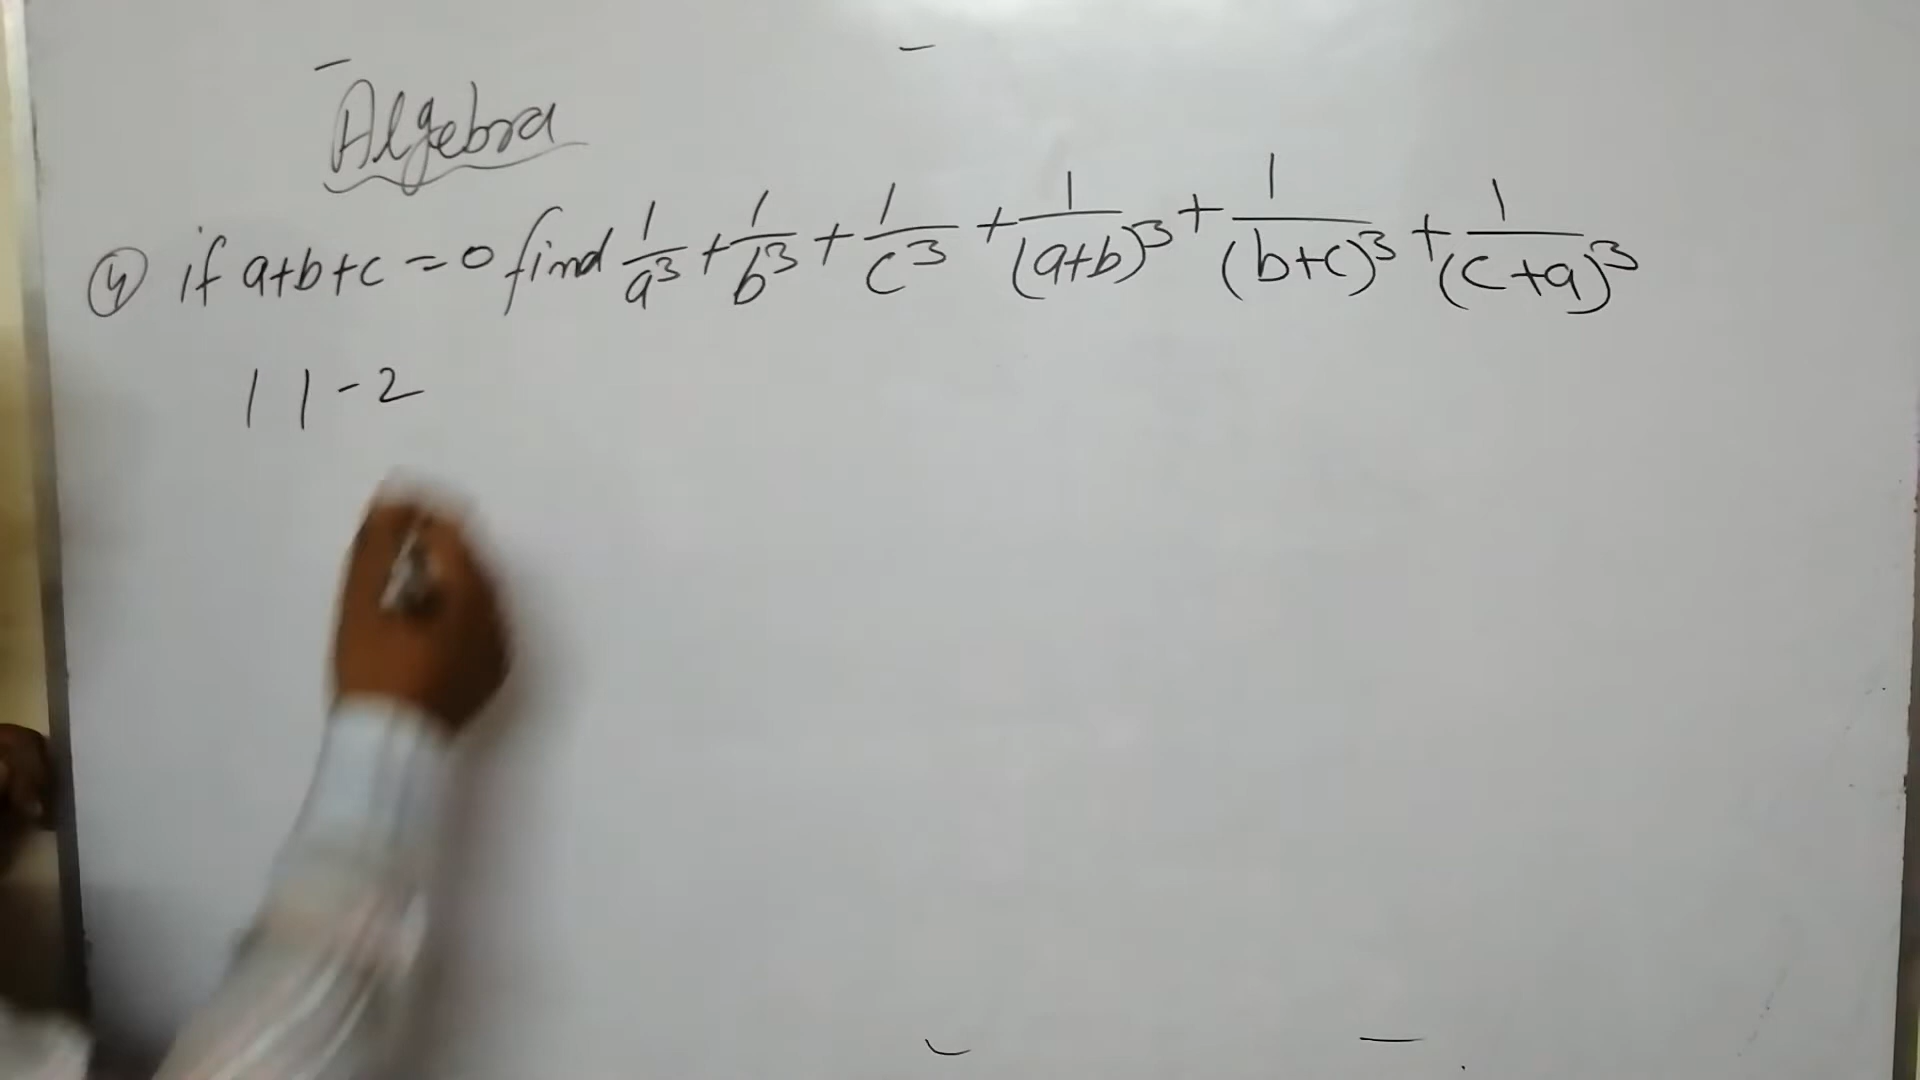 Algebra
④ if a+b+c=0 find 1/a³ + 1/b³ + 1/c³ + 1/(a+b)³ + 1/(b+c)³ + 1/(c+a)³
1 1 -2